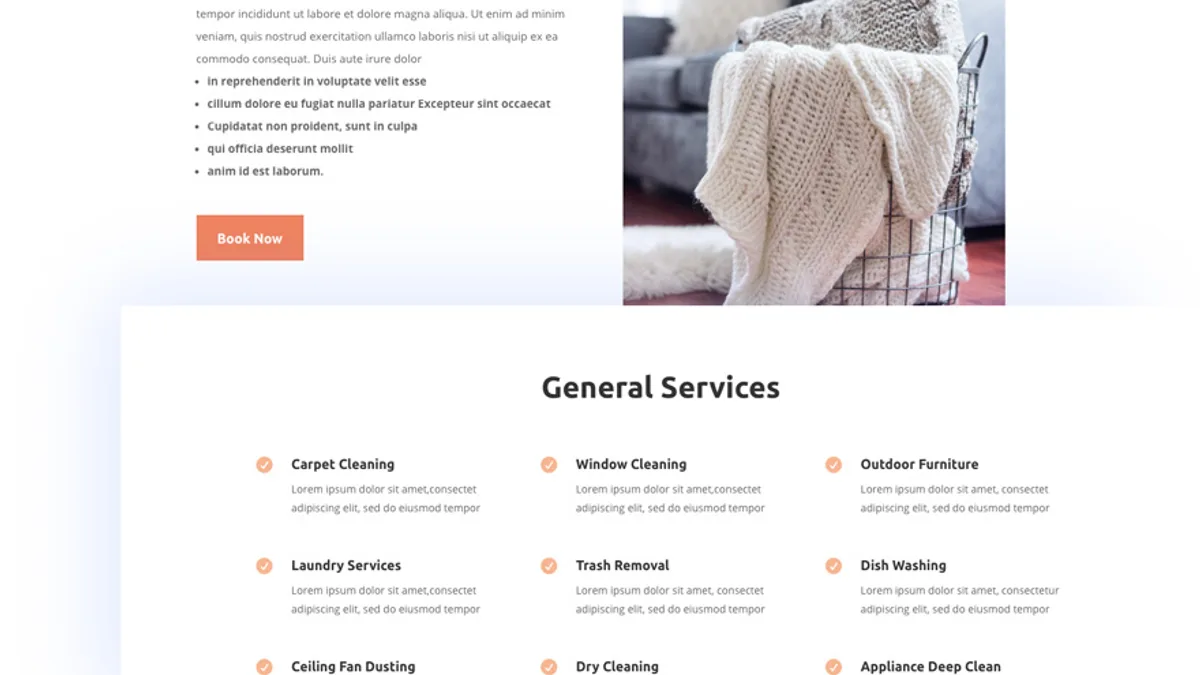 tempor incididunt ut labore et dolore magna aliqua. Ut enim ad minim
veniam, quis nostrud exercitation ullamco laboris nisi ut aliquip ex ea
commodo consequat. Duis aute irure dolor
• in reprehenderit in voluptate velit esse
• cillum dolore eu fugiat nulla pariatur Excepteur sint occaecat
• Cupidatat non proident, sunt in culpa
• qui officia deserunt mollit
• anim id est laborum.
Book Now
General Services
Carpet Cleaning
Lorem ipsum dolor sit amet,consectet
adipiscing elit, sed do eiusmod tempor
Window Cleaning
Lorem ipsum dolor sit amet,consectet
adipiscing elit, sed do eiusmod tempor
Outdoor Furniture
Lorem ipsum dolor sit amet, consectet
adipiscing elit, sed do eiusmod tempor
Laundry Services
Lorem ipsum dolor sit amet,consectet
adipiscing elit, sed do eiusmod tempor
Trash Removal
Lorem ipsum dolor sit amet, consectet
adipiscing elit, sed do eiusmod tempor
Dish Washing
Lorem ipsum dolor sit amet, consectetur
adipiscing elit, sed do eiusmod tempor
Ceiling Fan Dusting
Dry Cleaning
Appliance Deep Clean